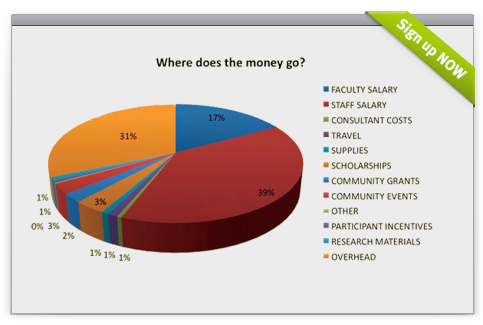 Sign up NOW
Where does the money go?
FACULTY SALARY
STAFF SALARY
CONSULTANT COSTS
TRAVEL
SUPPLIES
SCHOLARSHIPS
COMMUNITY GRANTS
COMMUNITY EVENTS
OTHER
PARTICIPANT INCENTIVES
RESEARCH MATERIALS
OVERHEAD
17%
31%
39%
3%
1%
1%
0% 3%
2%
1% 1% 1%